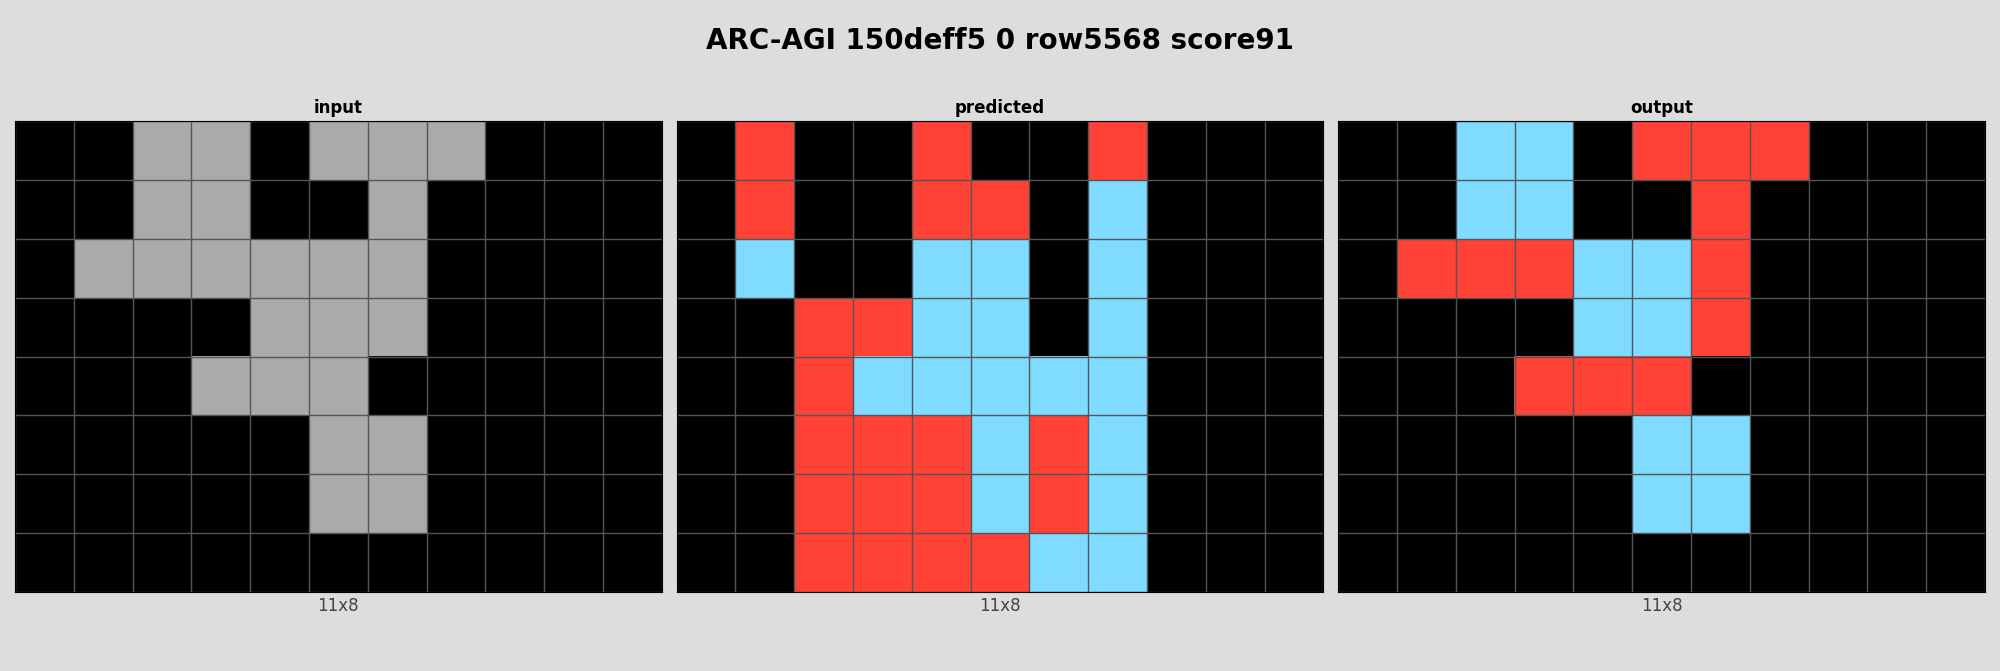 ARC-AGI 150deff5 0 row5568 score91
input
predicted
output
11x8
11x8
11x8